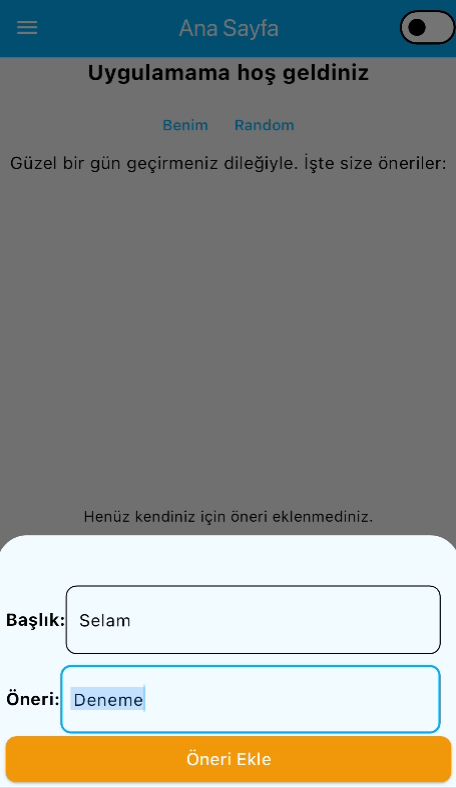 Ana Sayfa
Uygulamama hoş geldiniz
Benim Random
Güzel bir gün geçirmeniz dileğiyle. İşte size öneriler:
Henüz kendiniz için öneri eklenmediniz.
Başlık: Selam
Öneri: Deneme
Öneri Ekle